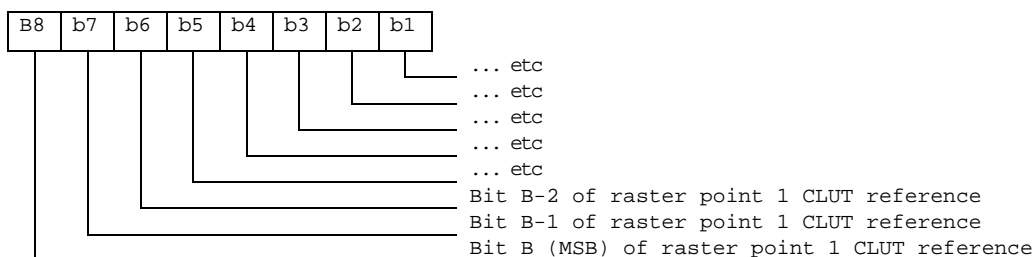 B8 b7 b6 b5 b4 b3 b2 b1
... etc
... etc
... etc
... etc
... etc
Bit B-2 of raster point 1 CLUT reference
Bit B-1 of raster point 1 CLUT reference
Bit B (MSB) of raster point 1 CLUT reference